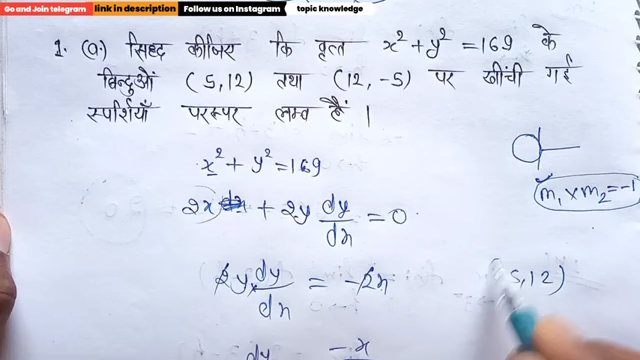 Go and Join telegram link in description Follow us on Instagram topic knowledge
1. (a) सिद्ध कीजिए कि वृत्त x² + y² = 169 के
बिन्दुओं (5,12) तथा (12, -5) पर खींची गई
स्पर्शियाँ परस्पर लम्ब हैं ।
x² + y² = 169
2x + 2y dy/dx = 0
m₁ × m₂ = -1
2y dy/dx = -2x
5,12)
dy -x